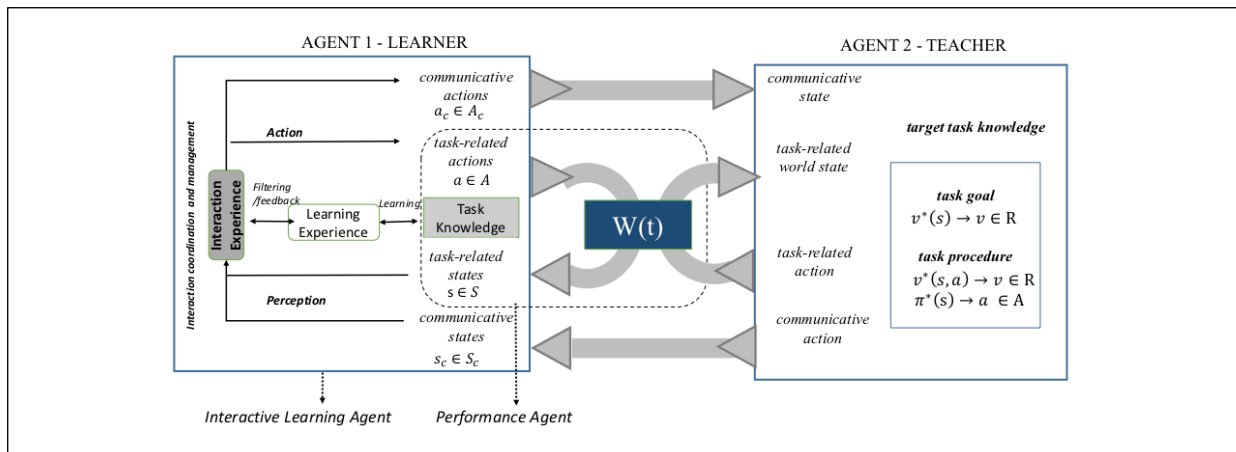 AGENT 1 - LEARNER
Interaction coordination and management
communicative
actions
a_c ∈ A_c
Action
task-related
actions
a ∈ A
Interaction
Experience
Filtering
/feedback
Learning
Experience
Learning
Task
Knowledge
task-related
states
s ∈ S
Perception
communicative
states
s_c ∈ S_c
Interactive Learning Agent
Performance Agent
W(t)
AGENT 2 - TEACHER
communicative
state
task-related
world state
task-related
action
communicative
action
target task knowledge
task goal
v*(s) → v ∈ R
task procedure
v*(s, a) → v ∈ R
π*(s) → a ∈ A